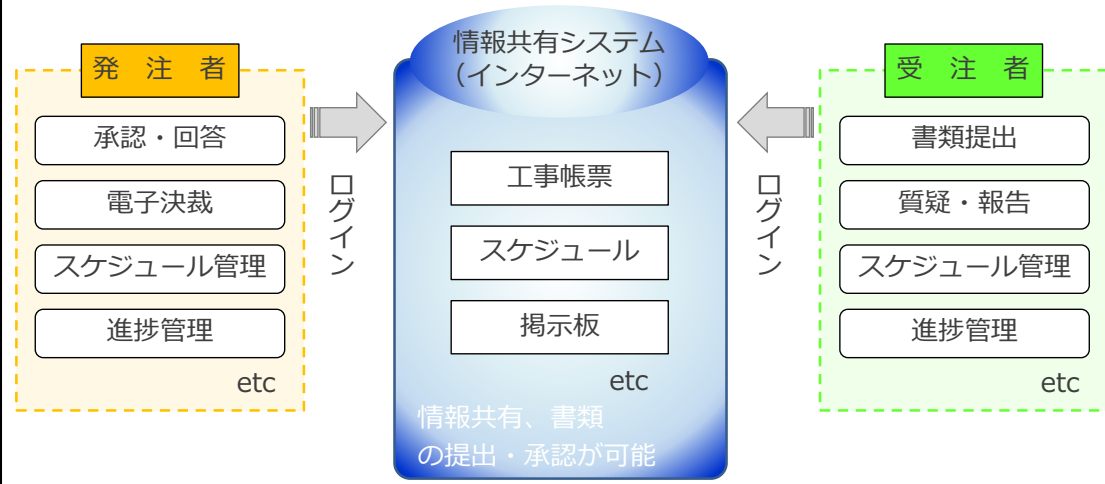 発 注 者
承認・回答
電子決裁
スケジュール管理
進捗管理
etc
ログイン
情報共有システム
（インターネット）
工事帳票
スケジュール
掲示板
etc
情報共有、書類
の提出・承認が可能
ログイン
受 注 者
書類提出
質疑・報告
スケジュール管理
進捗管理
etc